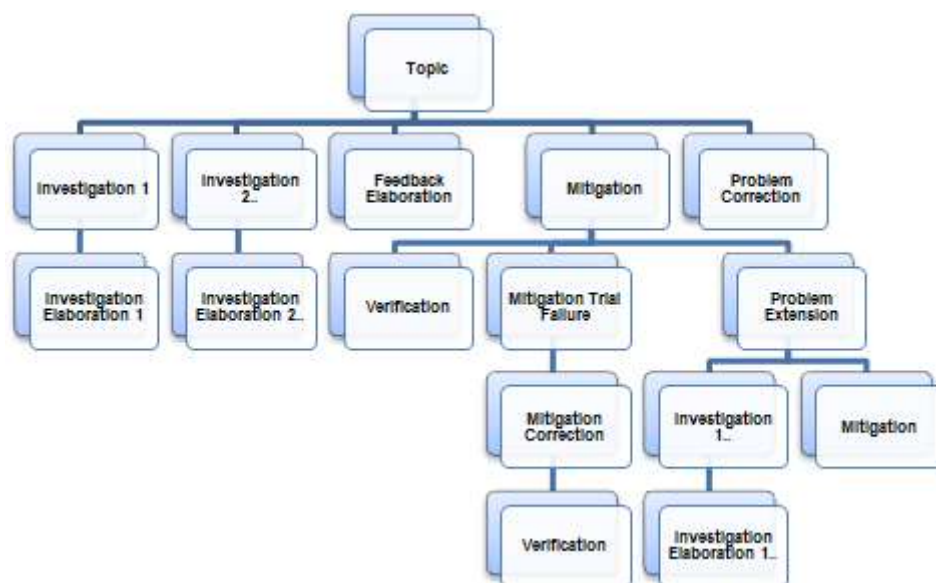 Topic
Investigation 1
Investigation
2..
Feedback
Elaboration
Mitigation
Problem
Correction
Investigation
Elaboration 1
Investigation
Elaboration 2..
Verification
Mitigation Trial
Failure
Problem
Extension
Mitigation
Correction
Investigation
1..
Mitigation
Verification
Investigation
Elaboration 1..